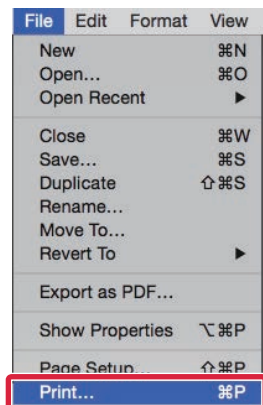 File Edit Format View
New ⌘N
Open... ⌘O
Open Recent ▶
Close ⌘W
Save... ⌘S
Duplicate ⇧⌘S
Rename...
Move To...
Revert To ▶
Export as PDF...
Show Properties ⌥⌘P
Page Setup... ⇧⌘P
Print... ⌘P